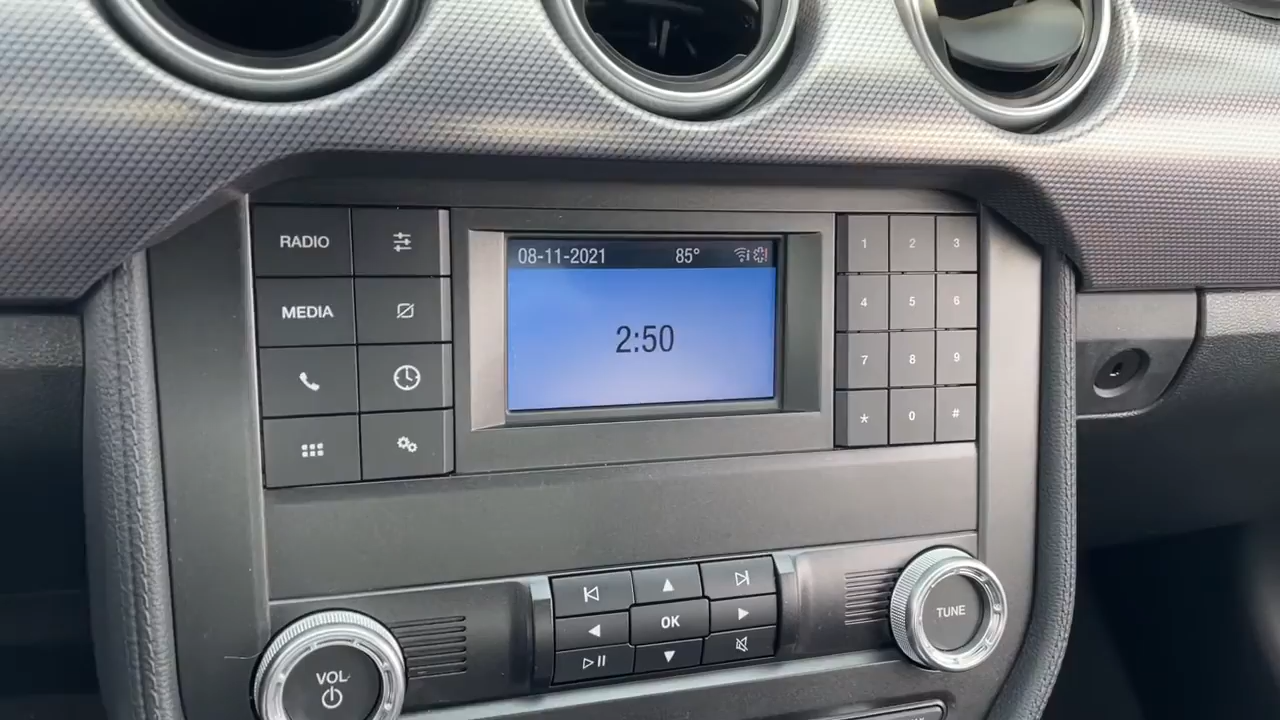 RADIO
MEDIA
08-11-2021 85°
2:50
1 2 3
4 5 6
7 8 9
* 0 #
OK
VOL
TUNE